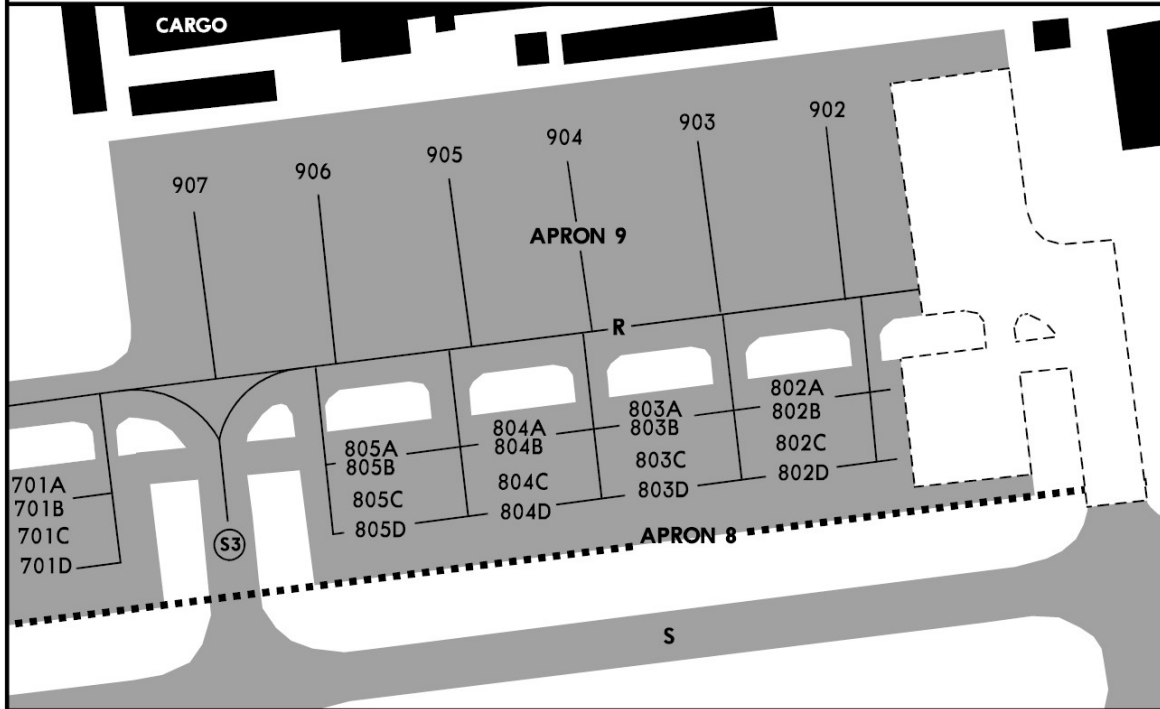 CARGO
902
903
904
905
906
907
APRON 9
R
802A
802B
802C
802D
803A
803B
803C
803D
804A
804B
804C
804D
805A
805B
805C
805D
701A
701B
701C
701D
S3
APRON 8
S